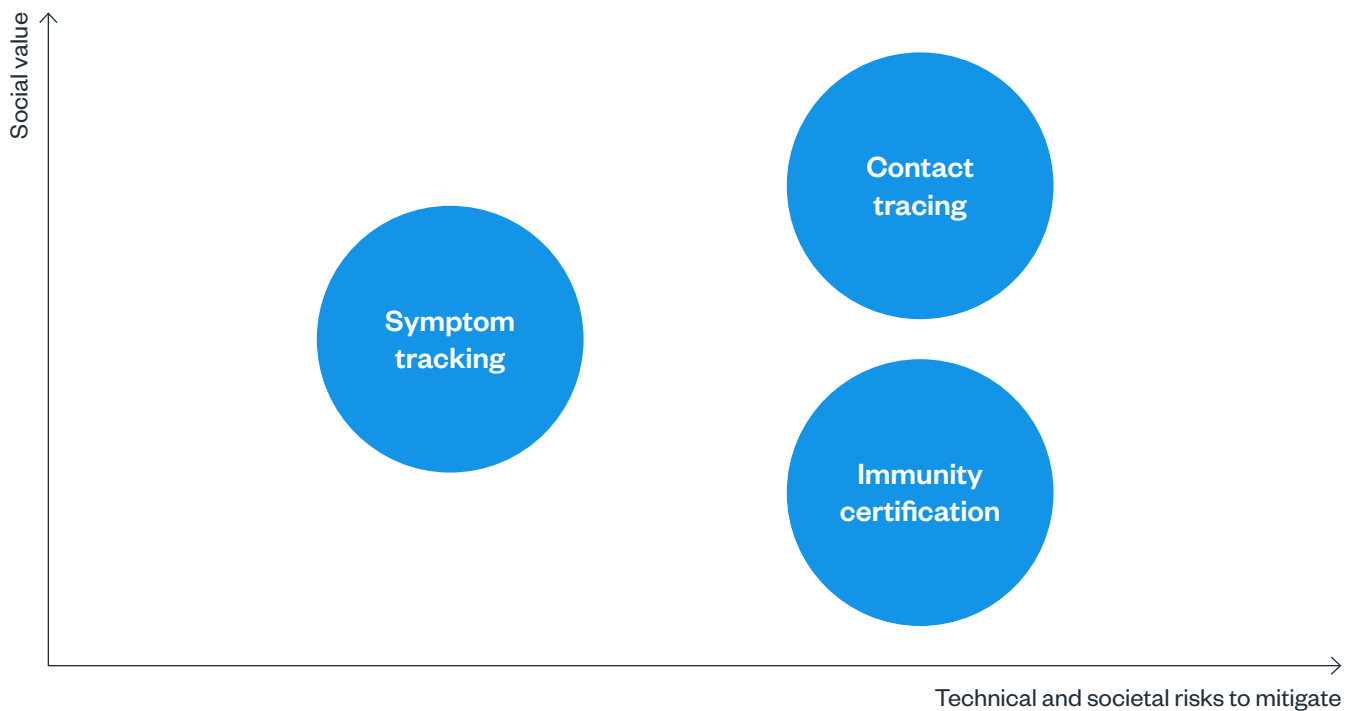 Social value
Contact
tracing
Symptom
tracking
Immunity
certification
Technical and societal risks to mitigate